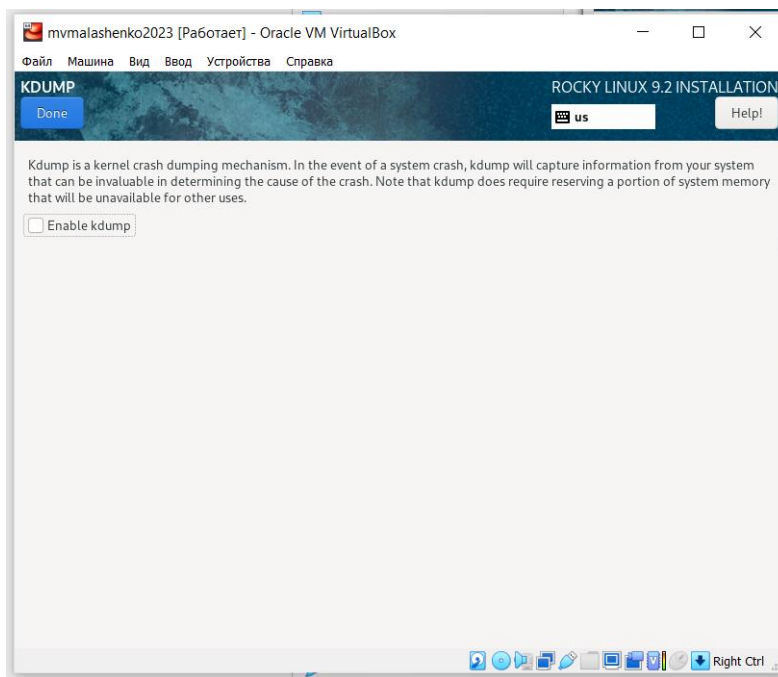 mvmalashenko2023 [Работает] - Oracle VM VirtualBox
Файл Машина Вид Ввод Устройства Справка
KDUMP
ROCKY LINUX 9.2 INSTALLATION
Done
us
Help!
Kdump is a kernel crash dumping mechanism. In the event of a system crash, kdump will capture information from your system
that can be invaluable in determining the cause of the crash. Note that kdump does require reserving a portion of system memory
that will be unavailable for other uses.
Enable kdump
Right Ctrl